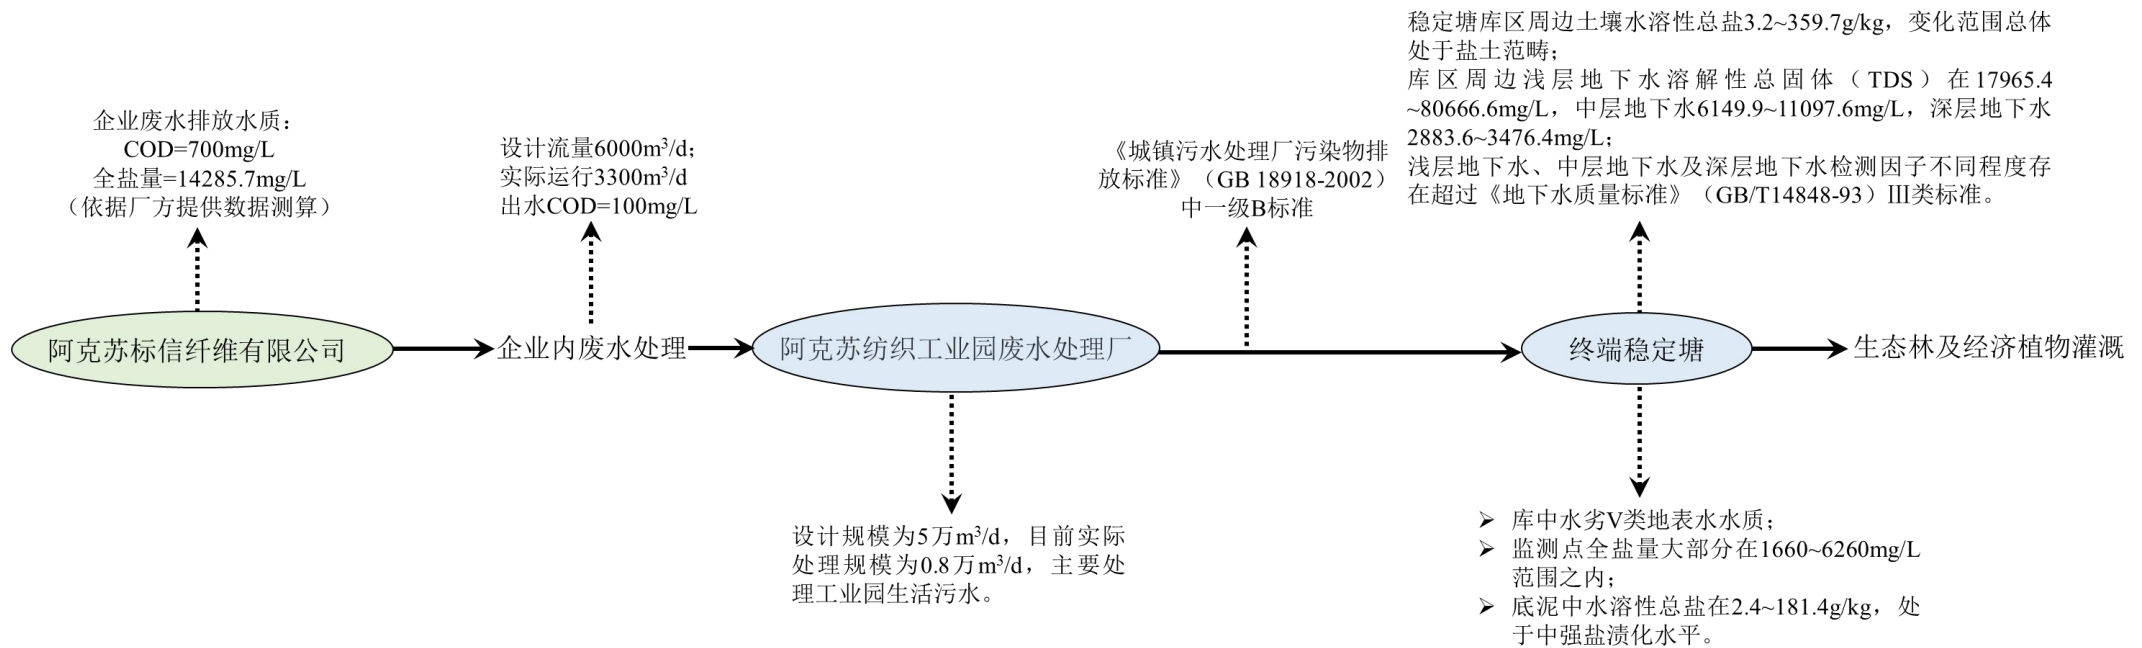 企业废水排放水质：
COD=700mg/L
全盐量=14285.7mg/L
（依据厂方提供数据测算）
阿克苏标信纤维有限公司
设计流量6000m³/d；
实际运行3300m³/d
出水COD=100mg/L
企业内废水处理
阿克苏纺织工业园废水处理厂
设计规模为5万m³/d，目前实际
处理规模为0.8万m³/d，主要处
理工业园生活污水。
《城镇污水处理厂污染物排
放标准》（GB 18918-2002）
中一级B标准
稳定塘库区周边土壤水溶性总盐3.2~359.7g/kg，变化范围总体
处于盐土范畴；
库区周边浅层地下水溶解性总固体（TDS）在17965.4
~80666.6mg/L，中层地下水6149.9~11097.6mg/L，深层地下水
2883.6~3476.4mg/L；
浅层地下水、中层地下水及深层地下水检测因子不同程度存
在超过《地下水质量标准》（GB/T14848-93）Ⅲ类标准。
终端稳定塘
➢ 库中水劣V类地表水水质；
➢ 监测点全盐量大部分在1660~6260mg/L
范围之内；
➢ 底泥中水溶性总盐在2.4~181.4g/kg，处
于中强盐渍化水平。
生态林及经济植物灌溉